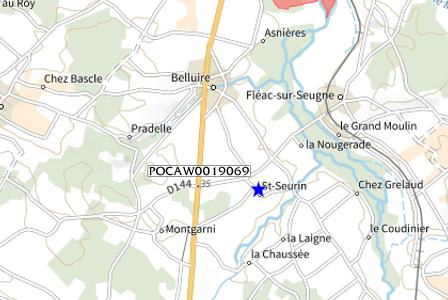 au Roy
Asnières
Chez Bascle
Belluire
Fléac-sur-Seugne
le Grand Moulin
Pradelle
la Nougerade
POCAW0019069
D144
St-Seurin
Chez Grelaud
Montgarni
le Coudinier
la Laigne
la Chaussée